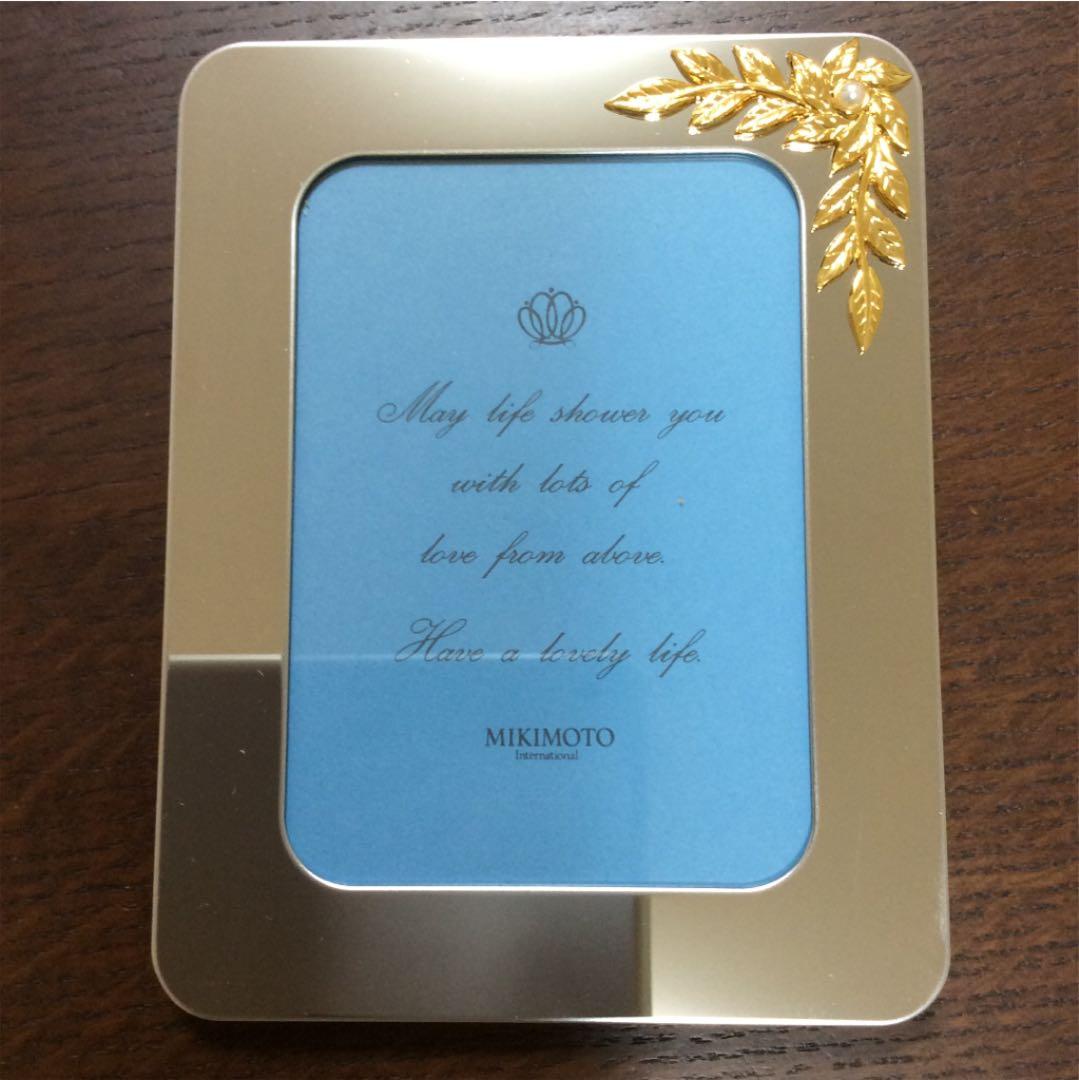 May life shower you
with lots of
love from above.
Have a lovely life.
MIKIMOTO
International